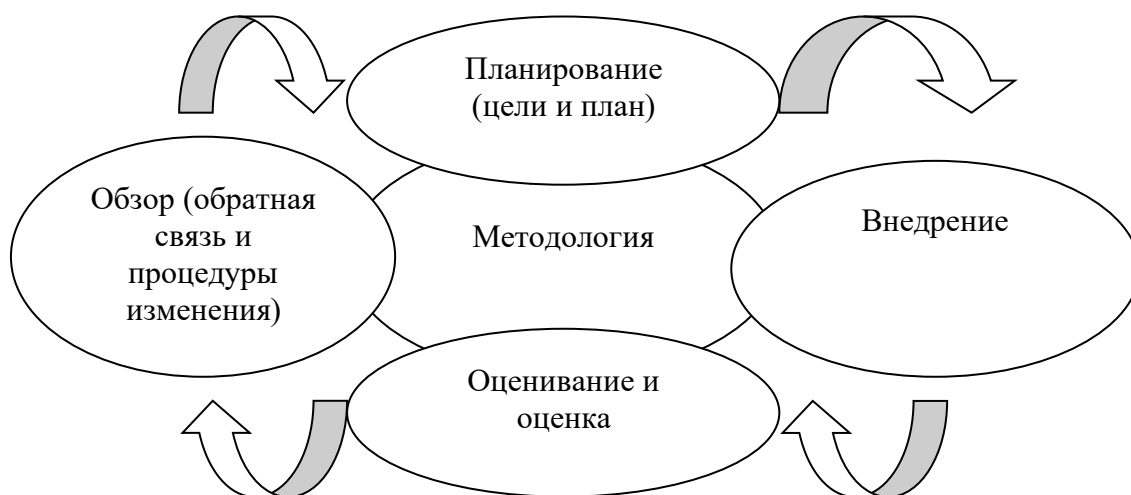 Планирование
(цели и план)
Обзор (обратная
связь и
процедуры
изменения)
Методология
Внедрение
Оценивание и
оценка